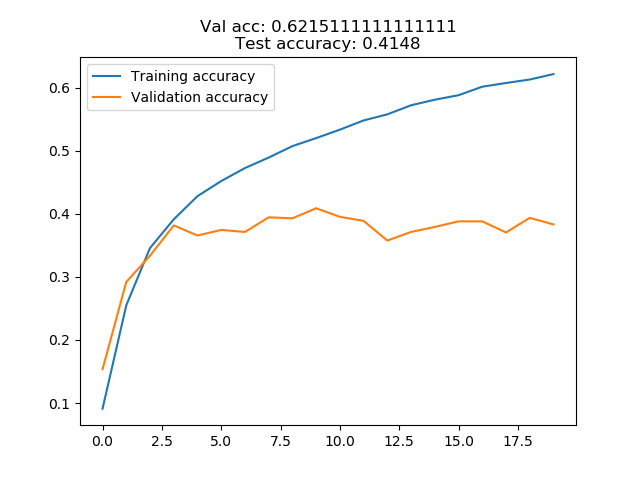 Val acc: 0.6215111111111111
Test accuracy: 0.4148
Training accuracy
Validation accuracy
0.6
0.5
0.4
0.3
0.2
0.1
0.0 2.5 5.0 7.5 10.0 12.5 15.0 17.5